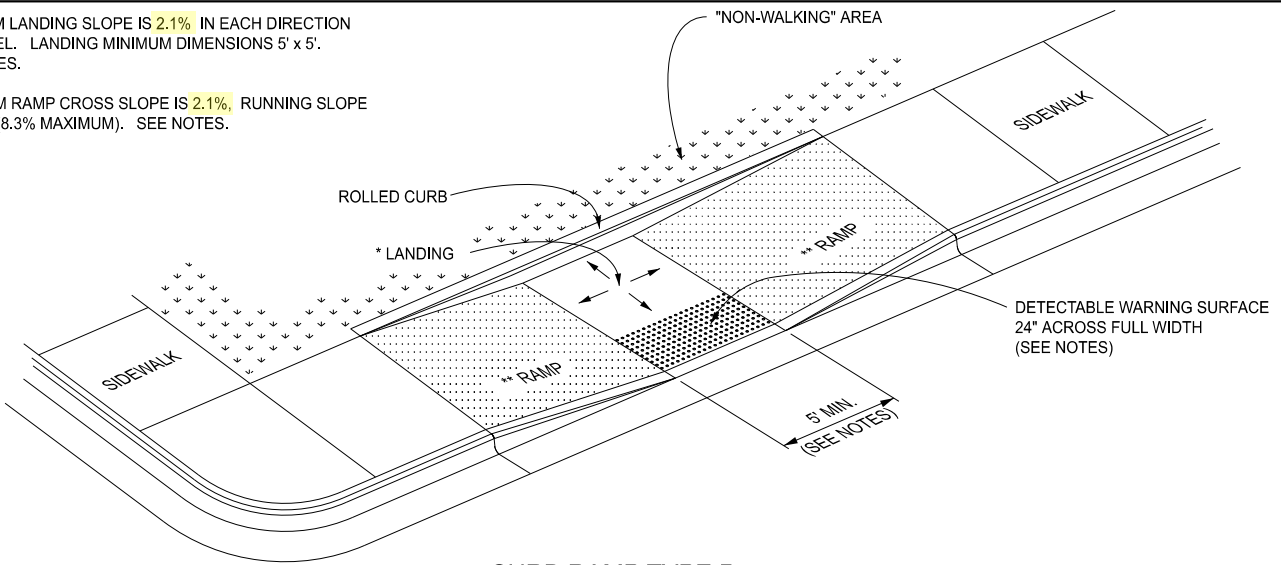 LANDING SLOPE IS 2.1% IN EACH DIRECTION
LANDING MINIMUM DIMENSIONS 5' x 5'.
RAMP CROSS SLOPE IS 2.1%, RUNNING SLOPE
8.3% MAXIMUM). SEE NOTES.
"NON-WALKING" AREA
SIDEWALK
ROLLED CURB
* LANDING
** RAMP
DETECTABLE WARNING SURFACE
24" ACROSS FULL WIDTH
(SEE NOTES)
SIDEWALK
** RAMP
5' MIN.
(SEE NOTES)